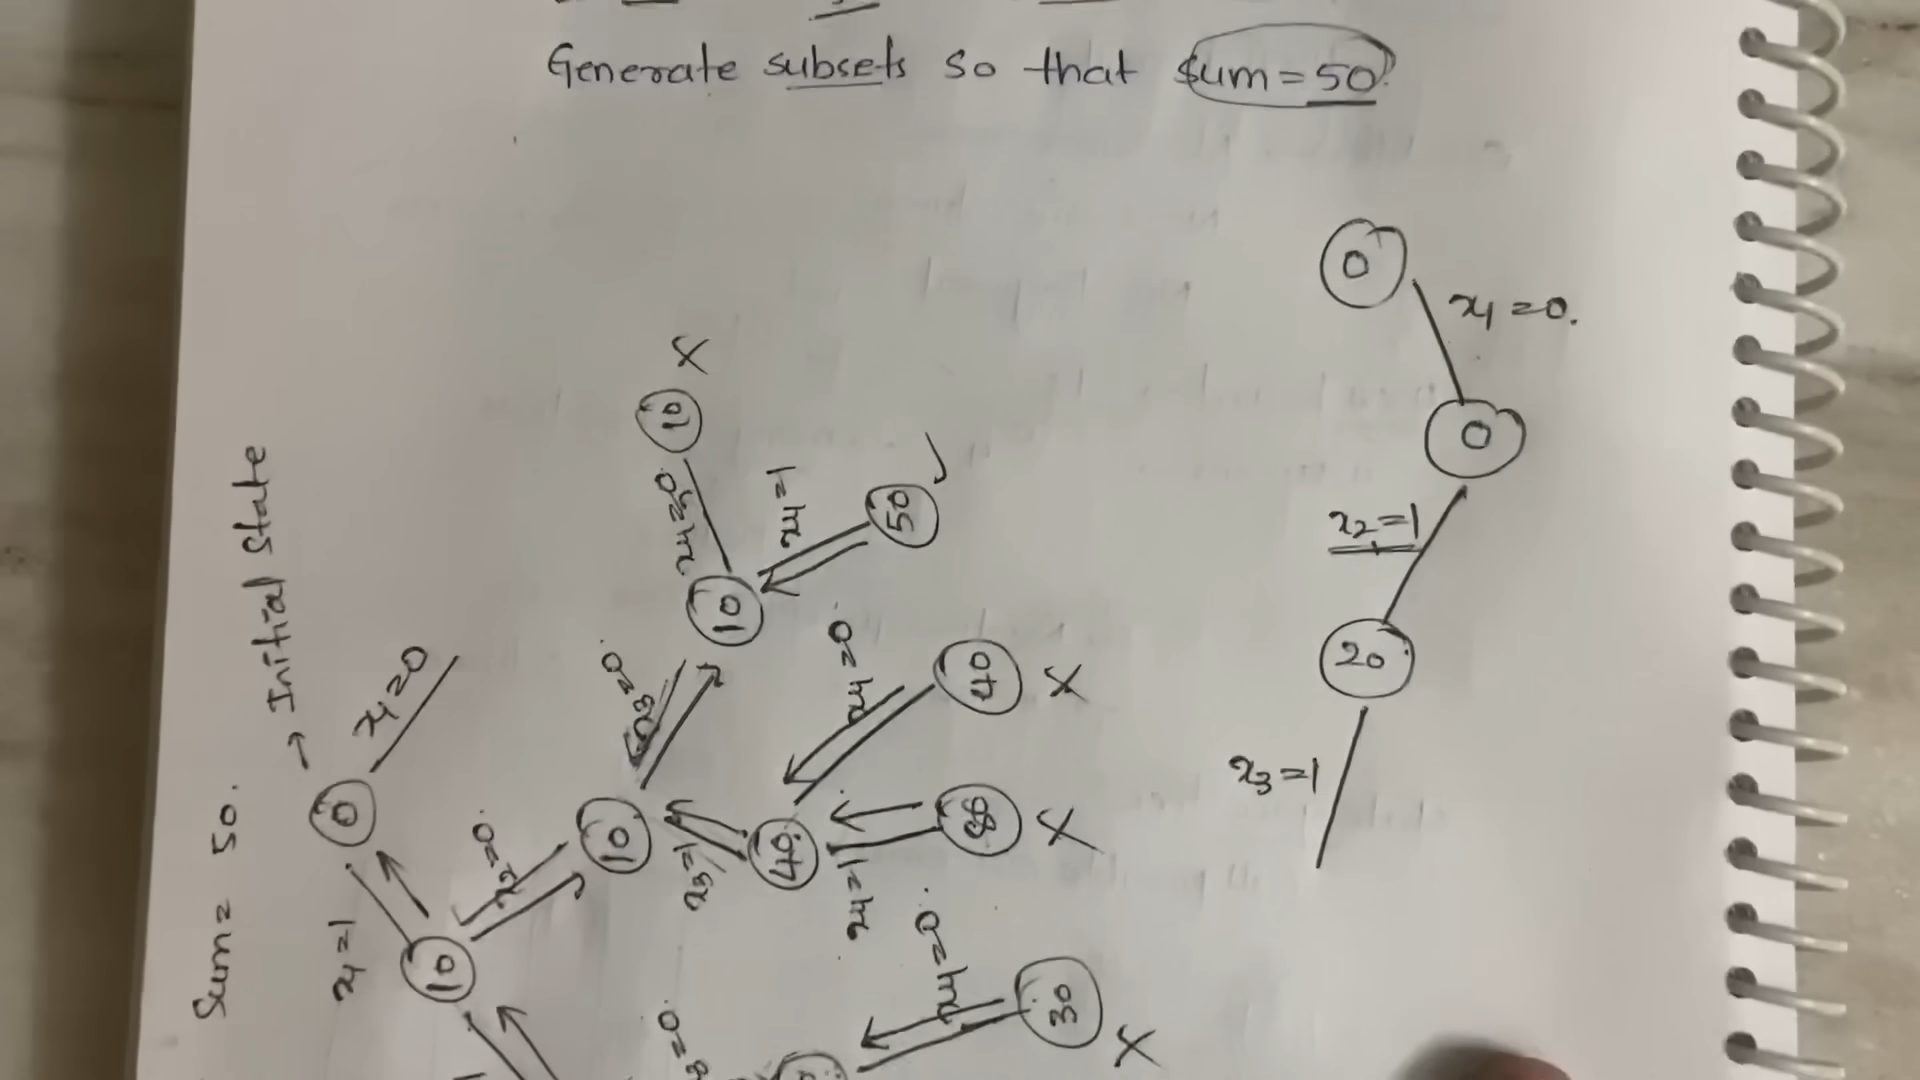 Generate subsets so that sum = 50
0
x1 = 0.
0
x2 = 1
20
x3 = 1
Sum = 50.
→ Initial State
0
x1 = 0
x1 = 1
10
x2 = 0.
10
x3 = 0.
10
x4 = 0
10
X
x4 = 1
50
x3 = 1
40
x4 = 0.
40
X
x4 = 1
X
x4 = 0.
30
X